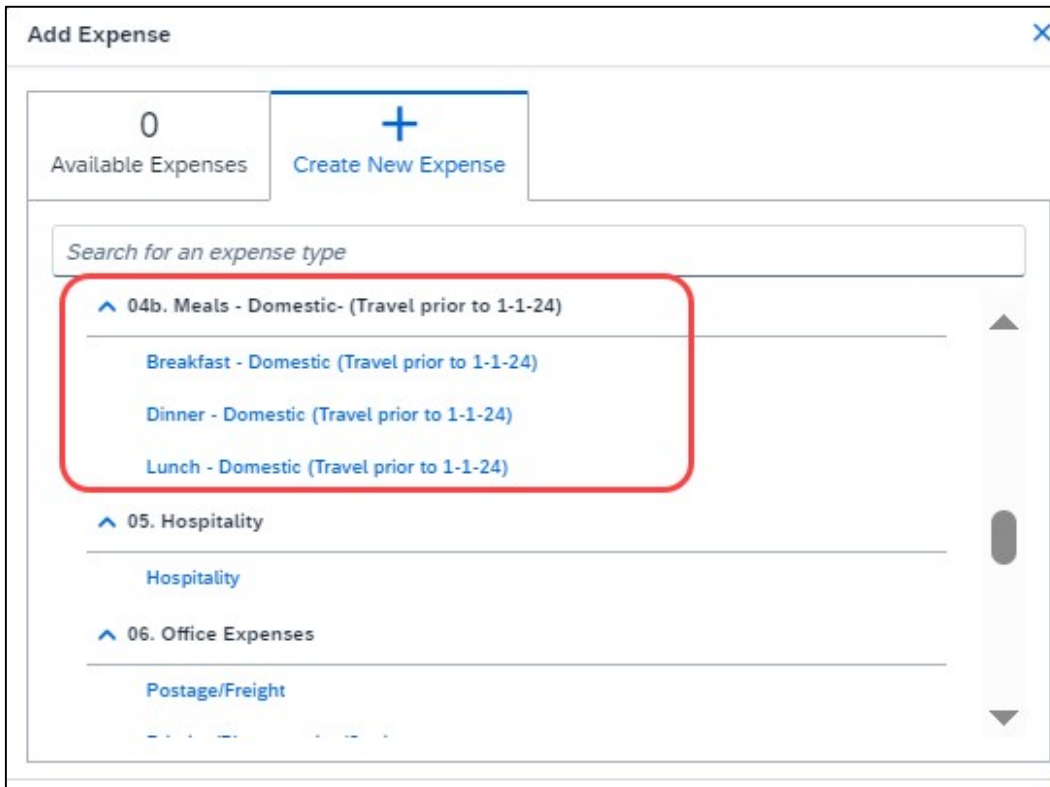 Add Expense
0
Available Expenses
Create New Expense
Search for an expense type
04b. Meals - Domestic- (Travel prior to 1-1-24)
Breakfast - Domestic (Travel prior to 1-1-24)
Dinner - Domestic (Travel prior to 1-1-24)
Lunch - Domestic (Travel prior to 1-1-24)
05. Hospitality
Hospitality
06. Office Expenses
Postage/Freight